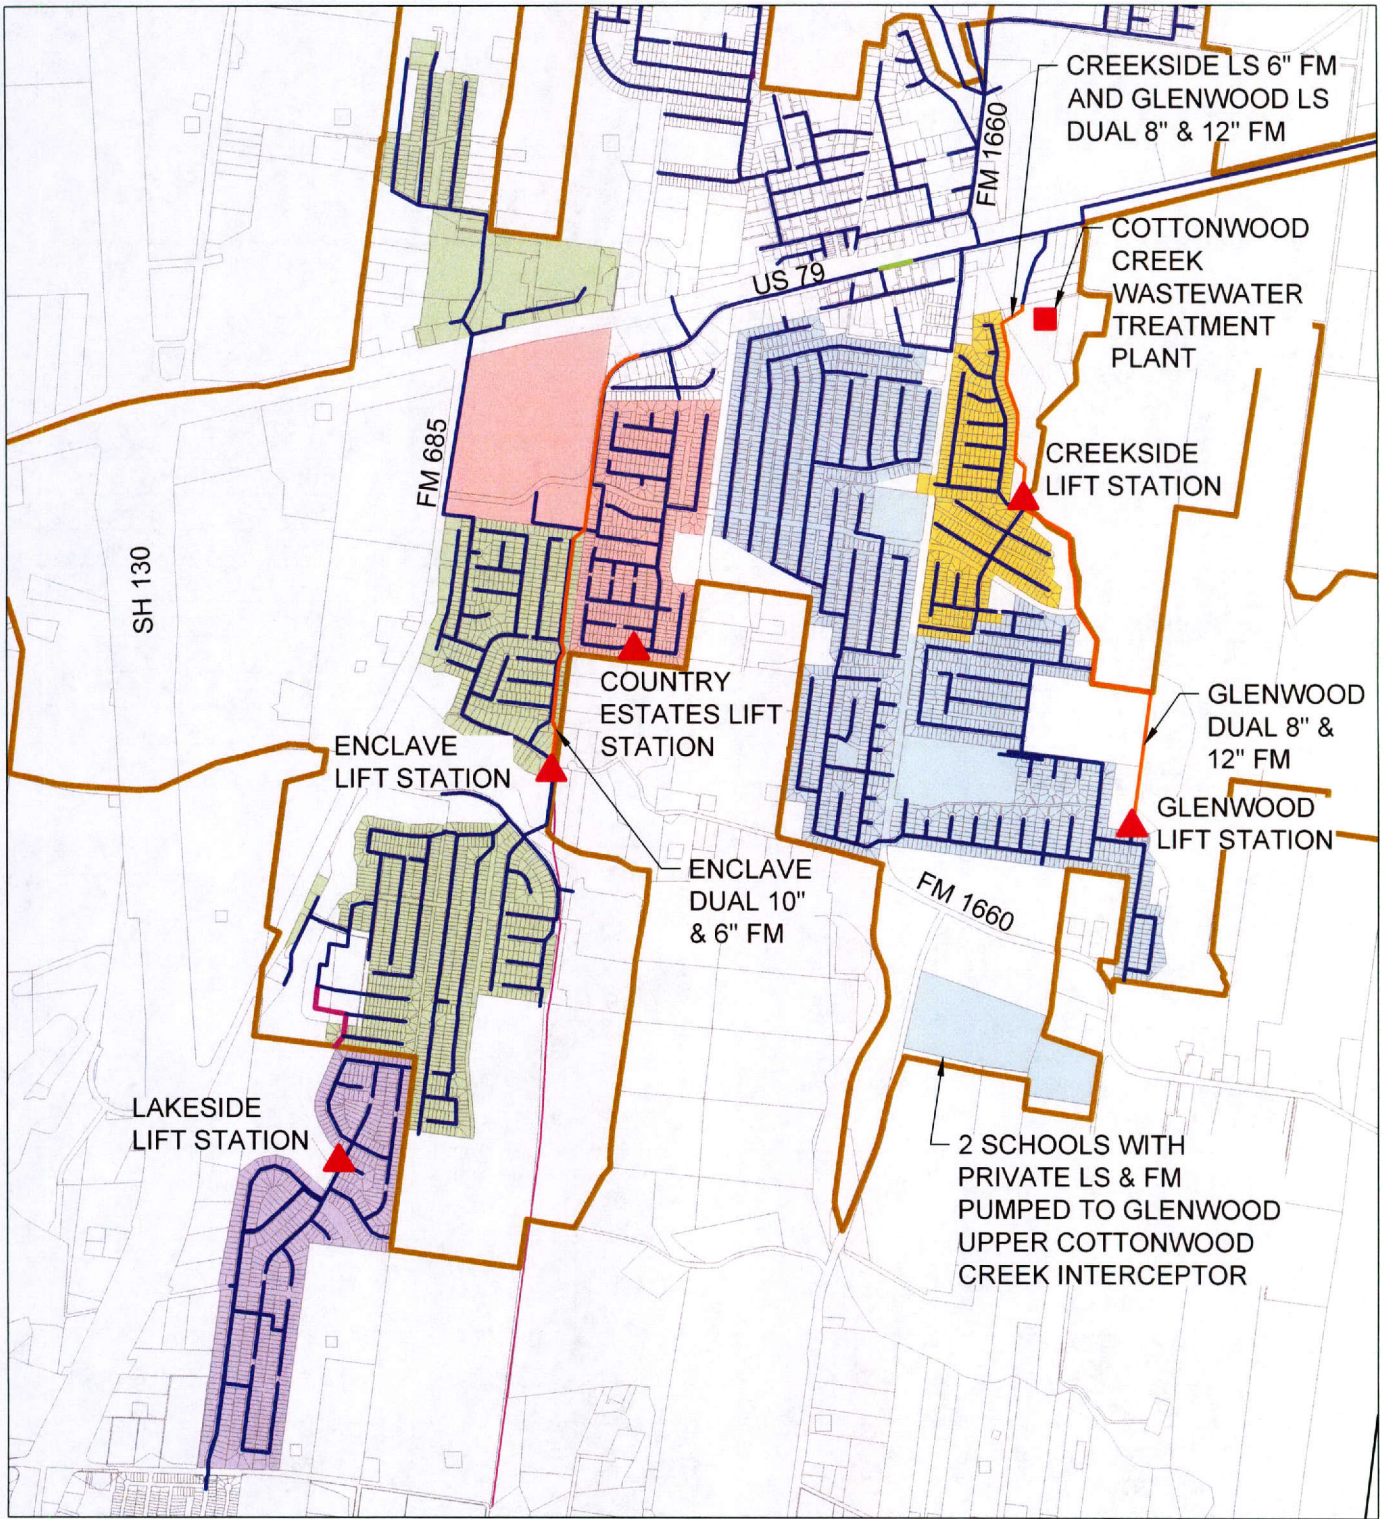 CREEKSIDE LS 6" FM
AND GLENWOOD LS
DUAL 8" & 12" FM
FM 1660
COTTONWOOD
CREEK
WASTEWATER
TREATMENT
PLANT
US 79
FM 685
CREEKSIDE
LIFT STATION
SH 130
COUNTRY
ESTATES LIFT
STATION
GLENWOOD
DUAL 8" &
12" FM
ENCLAVE
LIFT STATION
GLENWOOD
LIFT STATION
ENCLAVE
DUAL 10"
& 6" FM
FM 1660
LAKESIDE
LIFT STATION
2 SCHOOLS WITH
PRIVATE LS & FM
PUMPED TO GLENWOOD
UPPER COTTONWOOD
CREEK INTERCEPTOR